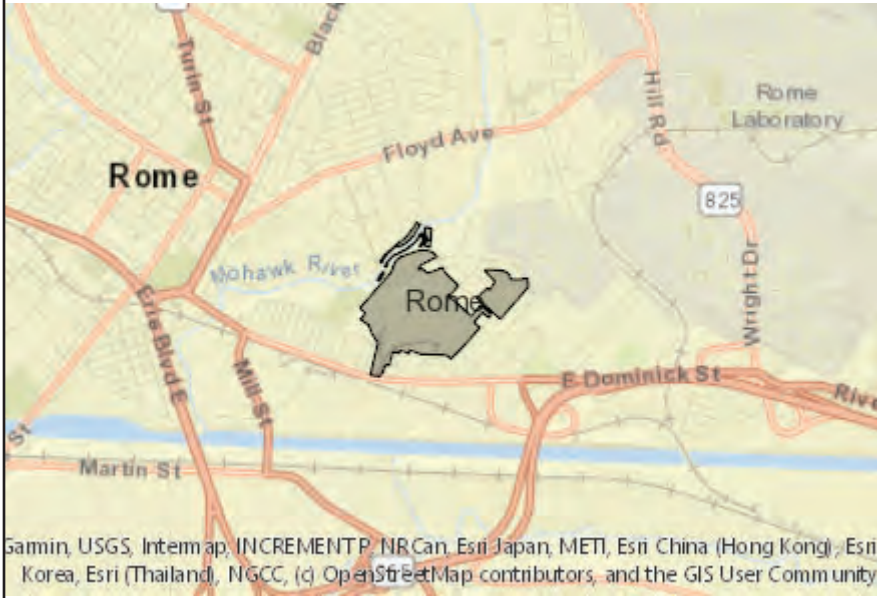 Turin St
Black
Hill Rd
Rome
Laboratory
Floyd Ave
Rome
825
Mohawk River
Rome
Wright Dr
Erie Blvd E
Mill St
E Dominick St
Rive
St
Martin St
Garmin, USGS, Intermap, INCREMENT P, NRCan, Esri Japan, METI, Esri China (Hong Kong), Esri
Korea, Esri (Thailand), NGCC, (c) OpenStreetMap contributors, and the GIS User Community